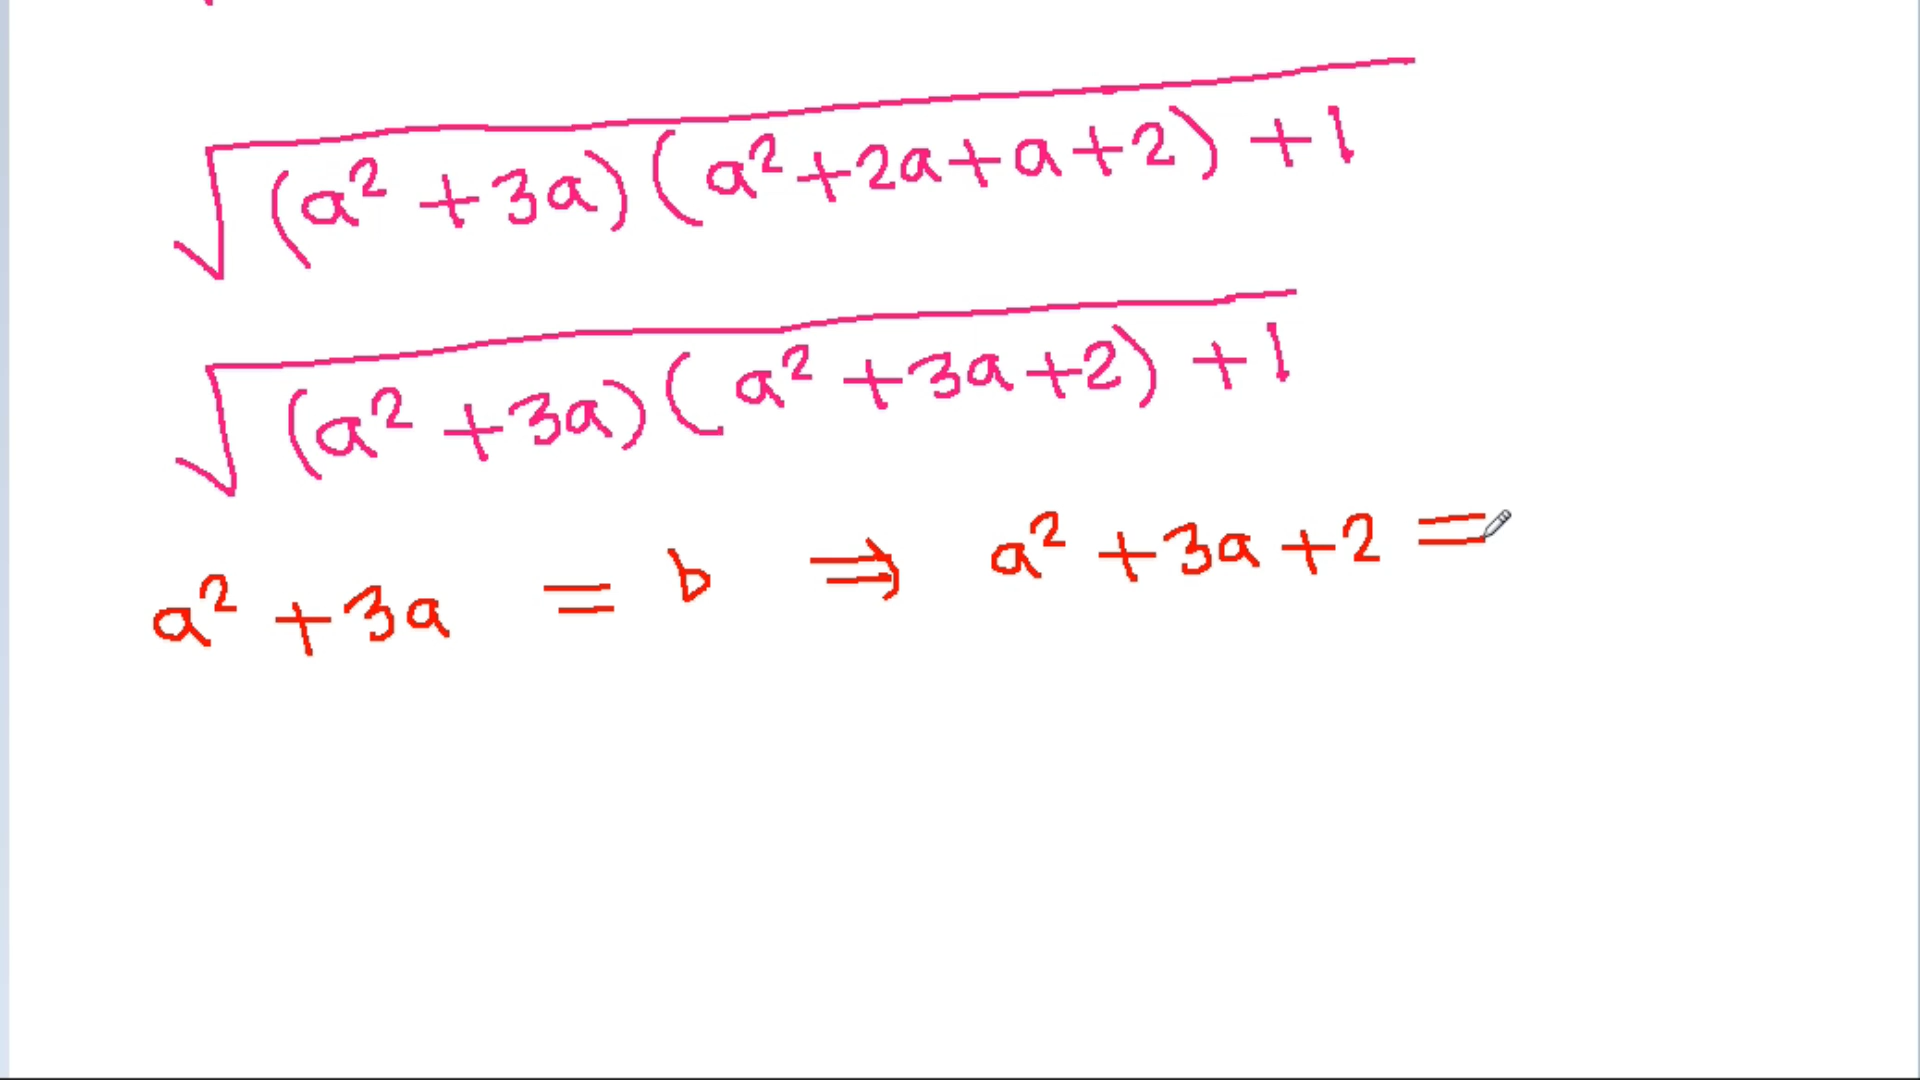 √((a² + 3a)(a² + 2a + a + 2) + 1)
√((a² + 3a)(a² + 3a + 2) + 1)
a² + 3a = b ⇒ a² + 3a + 2 =